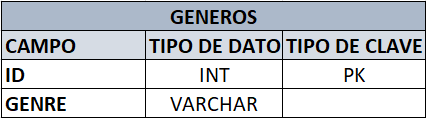 GENEROS
CAMPO TIPO DE DATO TIPO DE CLAVE
ID INT PK
GENRE VARCHAR